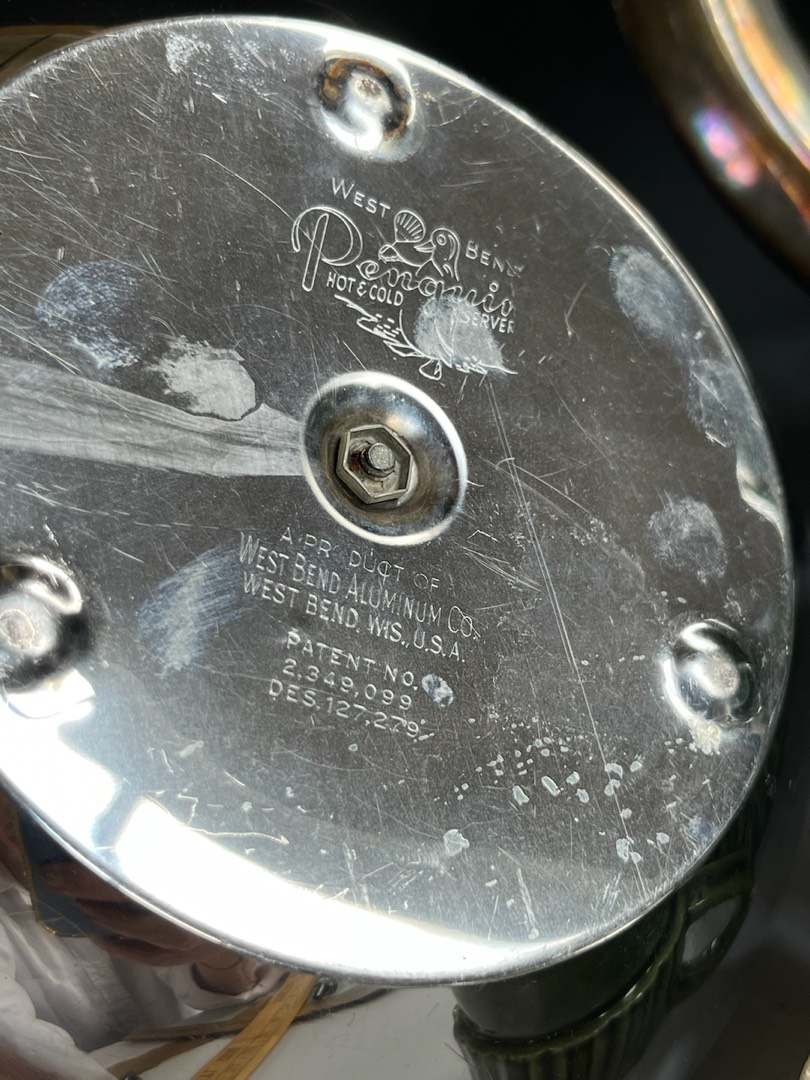 WEST BEND
Penguin
HOT & COLD SERVER
A PRODUCT OF
WEST BEND ALUMINUM CO.
WEST BEND, WIS., U.S.A.
PATENT NO.
2,349,099
DES. 127,279